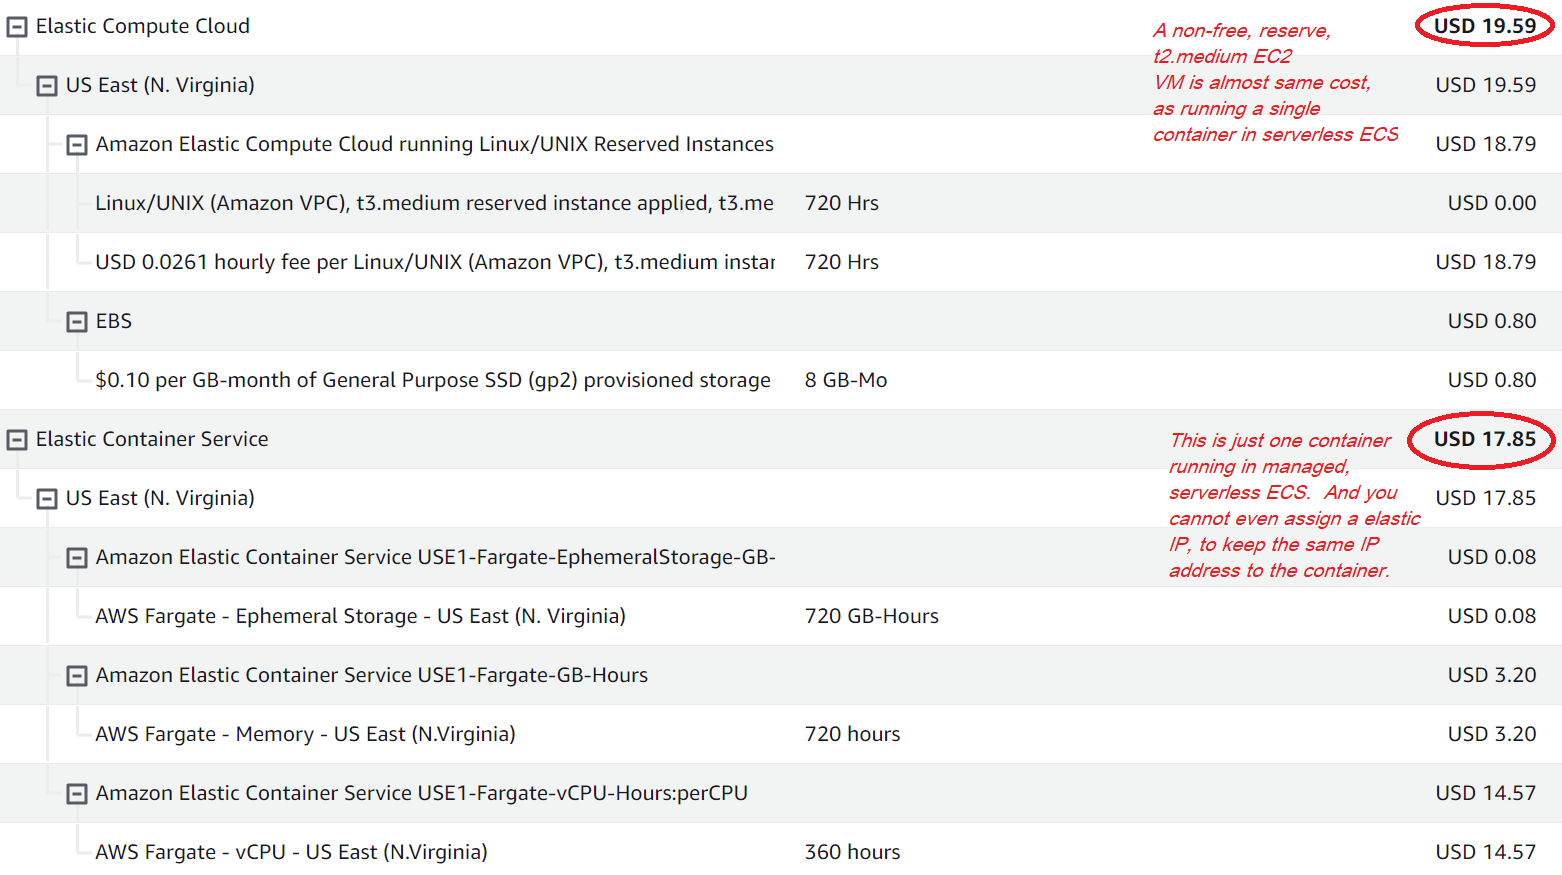 Elastic Compute Cloud USD 19.59
A non-free, reserve,
t2.medium EC2
VM is almost same cost,
as running a single
container in serverless ECS
US East (N. Virginia) USD 19.59
Amazon Elastic Compute Cloud running Linux/UNIX Reserved Instances USD 18.79
Linux/UNIX (Amazon VPC), t3.medium reserved instance applied, t3.me 720 Hrs USD 0.00
USD 0.0261 hourly fee per Linux/UNIX (Amazon VPC), t3.medium instar 720 Hrs USD 18.79
EBS USD 0.80
$0.10 per GB-month of General Purpose SSD (gp2) provisioned storage 8 GB-Mo USD 0.80
Elastic Container Service USD 17.85
This is just one container
running in managed,
serverless ECS. And you
cannot even assign a elastic
IP, to keep the same IP
address to the container.
US East (N. Virginia) USD 17.85
Amazon Elastic Container Service USE1-Fargate-EphemeralStorage-GB- USD 0.08
AWS Fargate - Ephemeral Storage - US East (N. Virginia) 720 GB-Hours USD 0.08
Amazon Elastic Container Service USE1-Fargate-GB-Hours USD 3.20
AWS Fargate - Memory - US East (N.Virginia) 720 hours USD 3.20
Amazon Elastic Container Service USE1-Fargate-vCPU-Hours:perCPU USD 14.57
AWS Fargate - vCPU - US East (N.Virginia) 360 hours USD 14.57